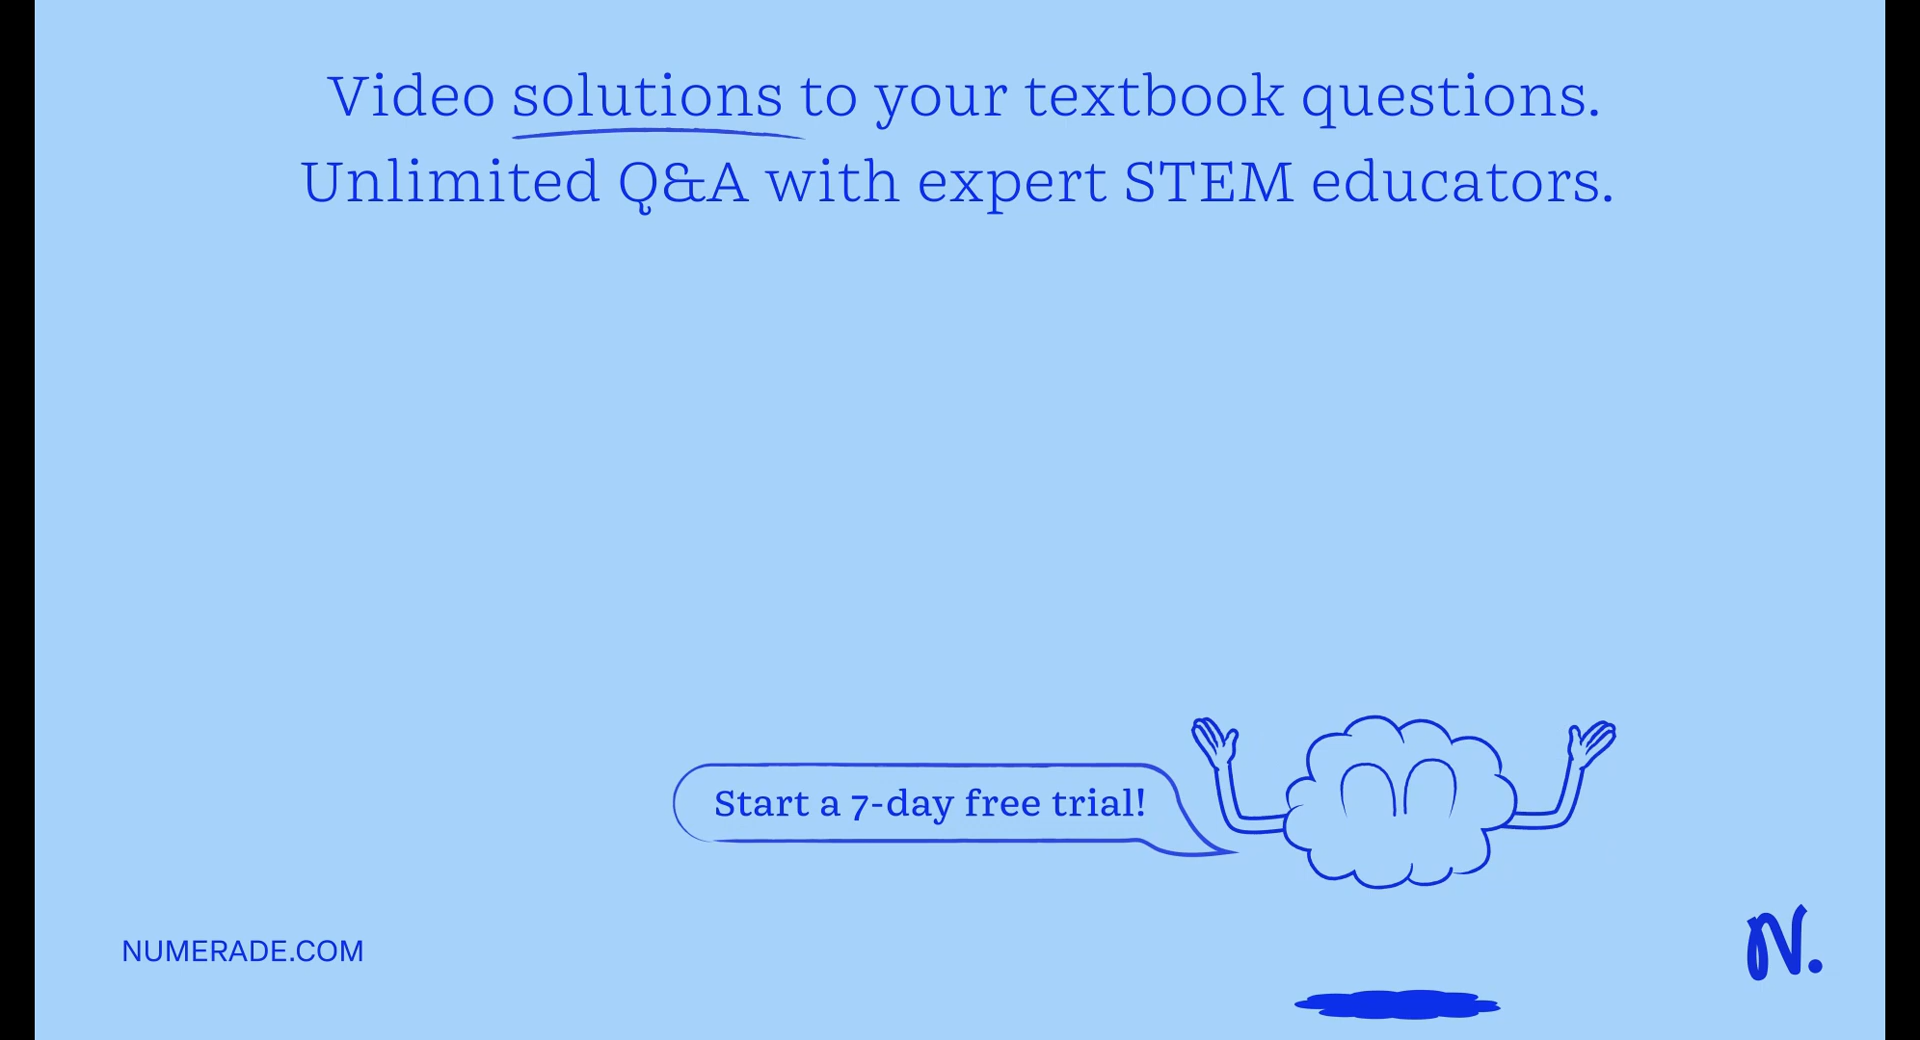 Video solutions to your textbook questions.
Unlimited Q&A with expert STEM educators.
Start a 7-day free trial!
NUMERADE.COM
N.